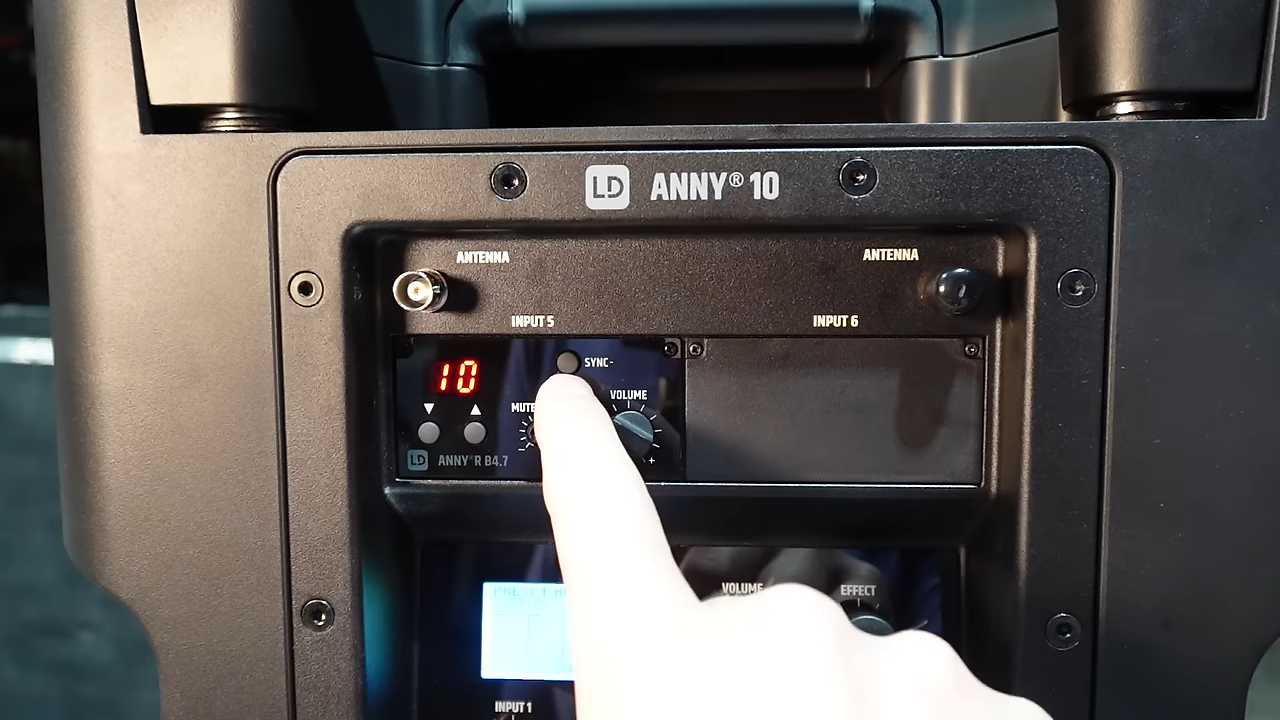 LD ANNY® 10
ANTENNA
ANTENNA
INPUT 5
INPUT 6
10
SYNC-
MUTE
VOLUME
+
LD ANNY®R B4.7
VOLUME
EFFECT
INPUT 1